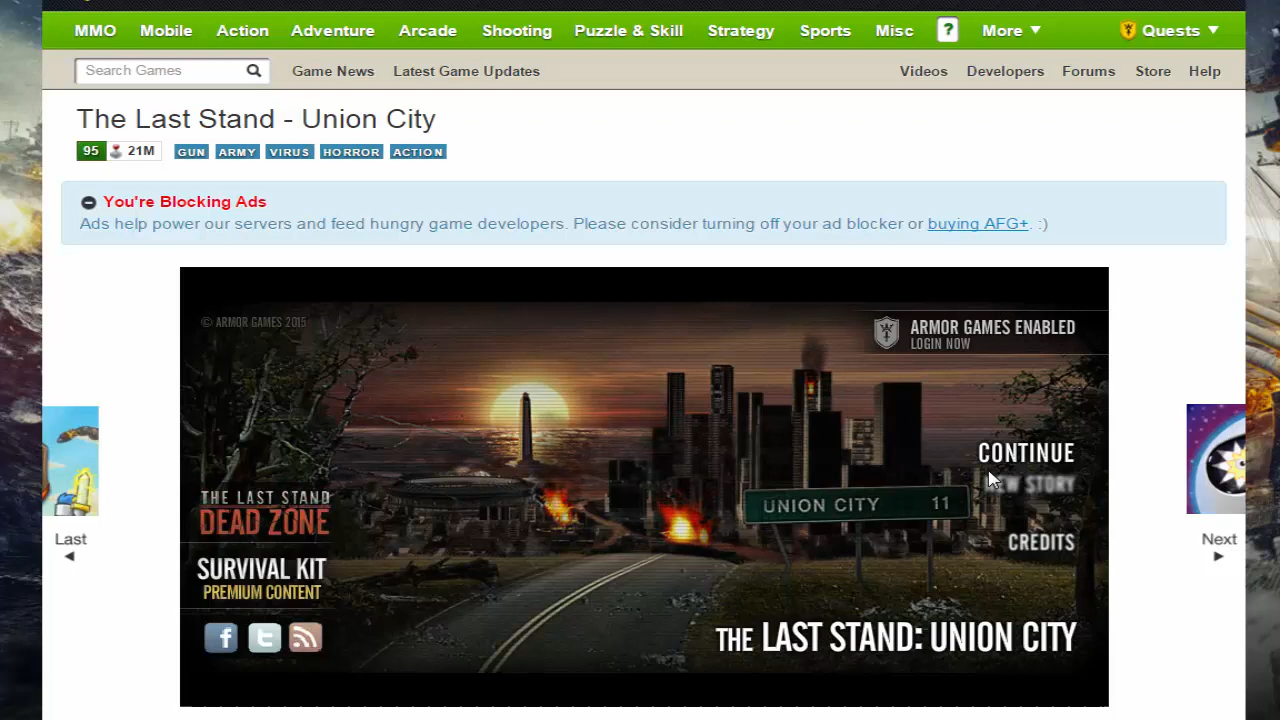 MMO Mobile Action Adventure Arcade Shooting Puzzle & Skill Strategy Sports Misc ? More Quests
Search Games Game News Latest Game Updates Videos Developers Forums Store Help
The Last Stand - Union City
95 21M GUN ARMY VIRUS HORROR ACTION
You're Blocking Ads
Ads help power our servers and feed hungry game developers. Please consider turning off your ad blocker or buying AFG+. :)
© ARMOR GAMES 2015
ARMOR GAMES ENABLED
LOGIN NOW
CONTINUE
STORY
UNION CITY 11
CREDITS
THE LAST STAND
DEAD ZONE
SURVIVAL KIT
PREMIUM CONTENT
THE LAST STAND: UNION CITY
Last
Next